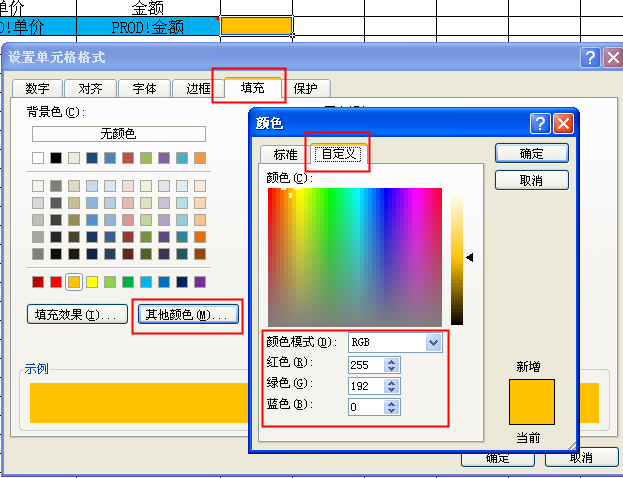 单价 金额
O!单价 PROD!金额
设置单元格格式
数字 对齐 字体 边框 填充 保护
背景色(C):
无颜色
填充效果(I)... 其他颜色(M)...
示例
颜色
标准 自定义
确定
取消
颜色(C):
颜色模式(D): RGB
红色(R): 255
绿色(G): 192
蓝色(B): 0
新增
当前
确定 取消